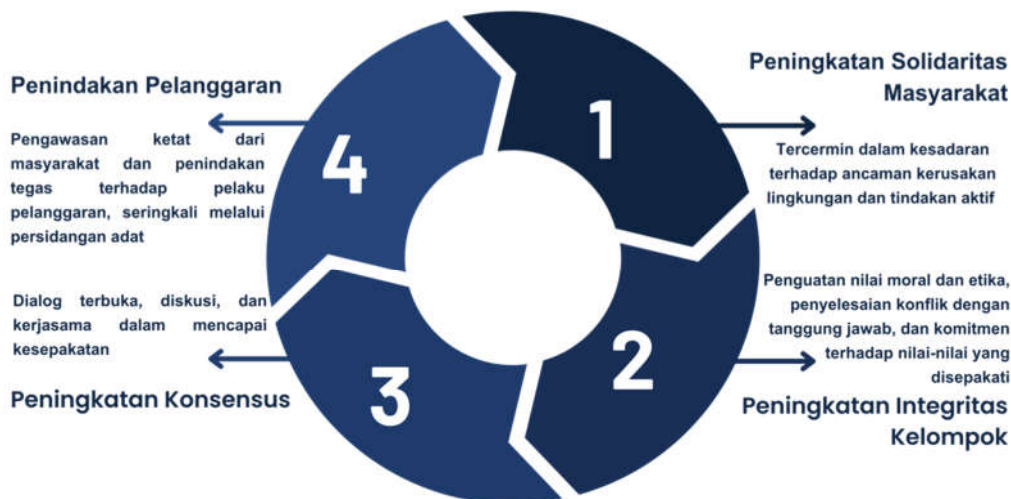 1
Peningkatan Solidaritas
Masyarakat
Tercermin dalam kesadaran
terhadap ancaman kerusakan
lingkungan dan tindakan aktif
2
Penguatan nilai moral dan etika,
penyelesaian konflik dengan
tanggung jawab, dan komitmen
terhadap nilai-nilai yang
disepakati
Peningkatan Integritas
Kelompok
3
Dialog terbuka, diskusi, dan
kerjasama dalam mencapai
kesepakatan
Peningkatan Konsensus
4
Penindakan Pelanggaran
Pengawasan ketat dari
masyarakat dan penindakan
tegas terhadap pelaku
pelanggaran, seringkali melalui
persidangan adat